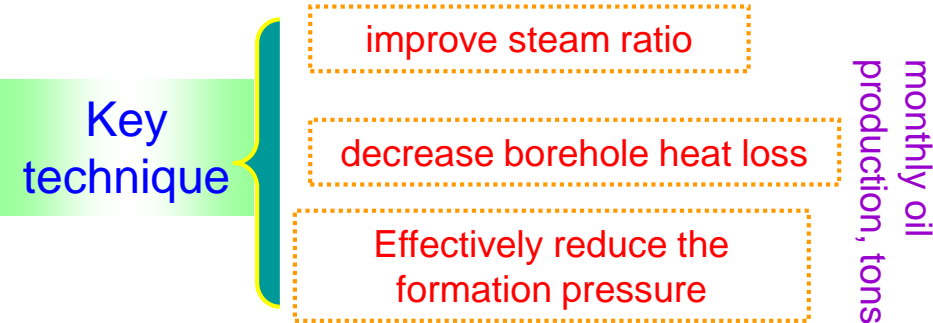 Key
technique
improve steam ratio
decrease borehole heat loss
Effectively reduce the
formation pressure
monthly oil
production, tons